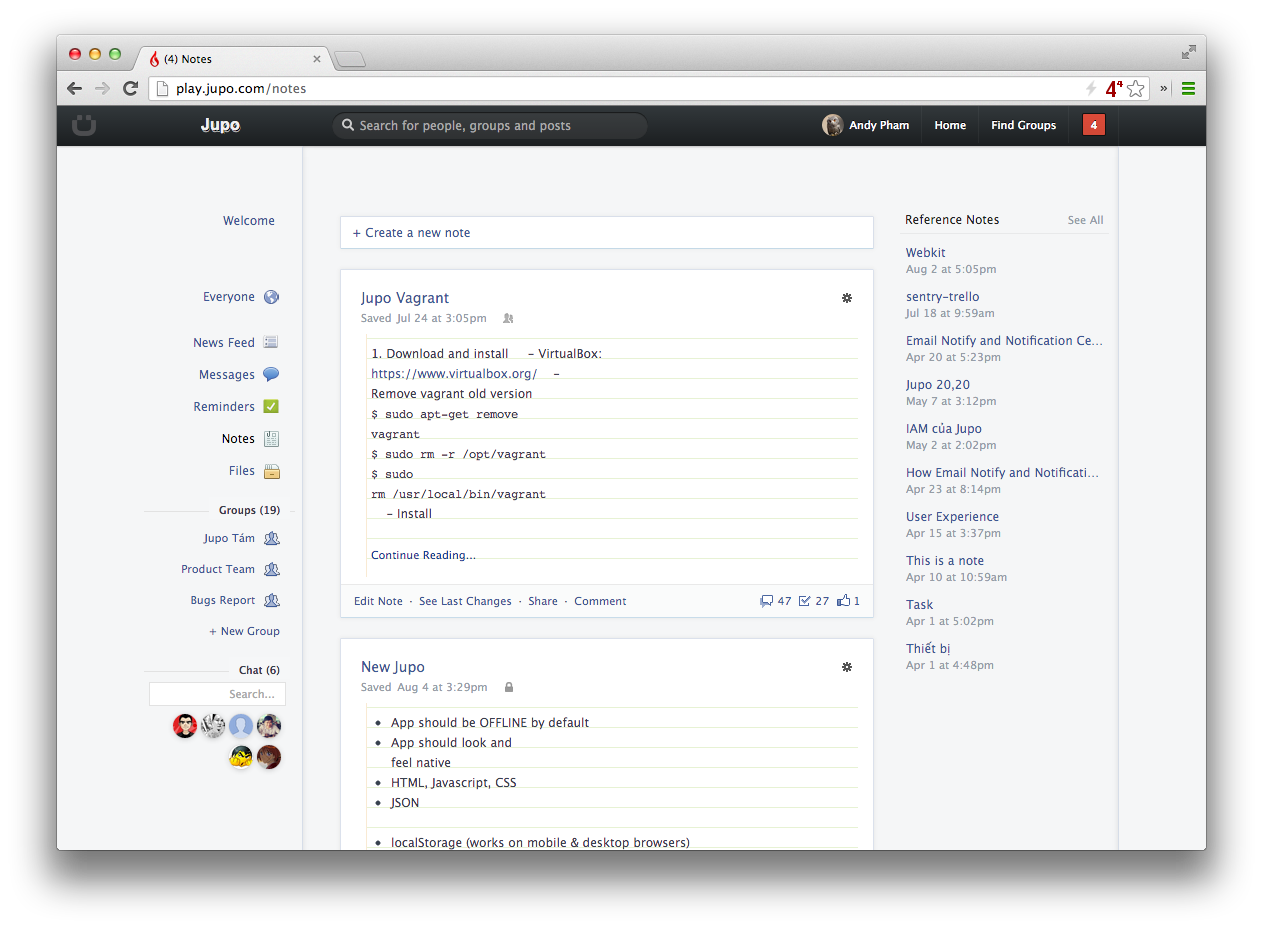 (4) Notes
play.jupo.com/notes
4⁴
»
Jupo
Search for people, groups and posts
Andy Pham
Home
Find Groups
4
Welcome
Everyone
News Feed
Messages
Reminders
Notes
Files
Groups (19)
Jupo Tám
Product Team
Bugs Report
+ New Group
Chat (6)
Search...
+ Create a new note
Jupo Vagrant
Saved Jul 24 at 3:05pm
1. Download and install – VirtualBox:
https://www.virtualbox.org/ –
Remove vagrant old version
$ sudo apt-get remove
vagrant
$ sudo rm -r /opt/vagrant
$ sudo
rm /usr/local/bin/vagrant
– Install
Continue Reading...
Edit Note · See Last Changes · Share · Comment
47 27 1
New Jupo
Saved Aug 4 at 3:29pm
• App should be OFFLINE by default
• App should look and
feel native
• HTML, Javascript, CSS
• JSON
• localStorage (works on mobile & desktop browsers)
Reference Notes
See All
Webkit
Aug 2 at 5:05pm
sentry-trello
Jul 18 at 9:59am
Email Notify and Notification Ce...
Apr 20 at 5:23pm
Jupo 20,20
May 7 at 3:12pm
IAM của Jupo
May 2 at 2:02pm
How Email Notify and Notificati...
Apr 23 at 8:14pm
User Experience
Apr 15 at 3:37pm
This is a note
Apr 10 at 10:59am
Task
Apr 1 at 5:02pm
Thiết bị
Apr 1 at 4:48pm